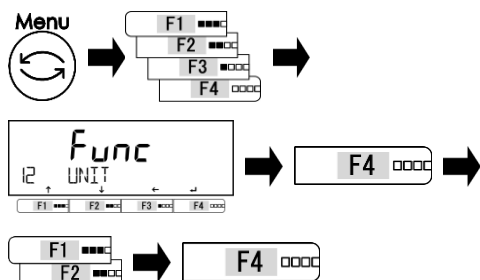 Menu
F1
F2
F3
F4
Func
12 UNIT
↑ ↓ ← ↵
F1 F2 F3 F4
F4
F1
F2
F4